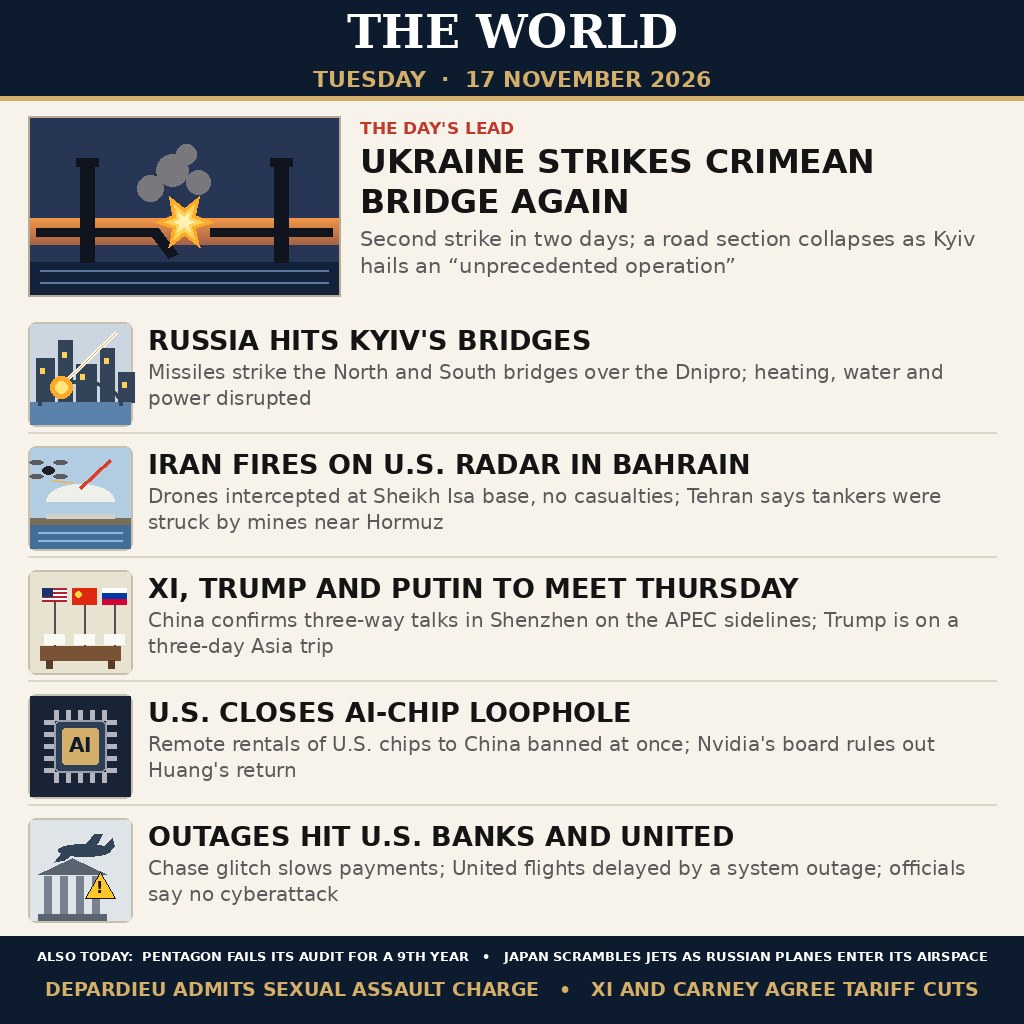 THE WORLD
TUESDAY · 17 NOVEMBER 2026
THE DAY'S LEAD
UKRAINE STRIKES CRIMEAN
BRIDGE AGAIN
Second strike in two days; a road section collapses as Kyiv
hails an “unprecedented operation”
RUSSIA HITS KYIV'S BRIDGES
Missiles strike the North and South bridges over the Dnipro; heating, water and
power disrupted
IRAN FIRES ON U.S. RADAR IN BAHRAIN
Drones intercepted at Sheikh Isa base, no casualties; Tehran says tankers were
struck by mines near Hormuz
XI, TRUMP AND PUTIN TO MEET THURSDAY
China confirms three-way talks in Shenzhen on the APEC sidelines; Trump is on a
three-day Asia trip
AI
U.S. CLOSES AI-CHIP LOOPHOLE
Remote rentals of U.S. chips to China banned at once; Nvidia's board rules out
Huang's return
!
OUTAGES HIT U.S. BANKS AND UNITED
Chase glitch slows payments; United flights delayed by a system outage; officials
say no cyberattack
ALSO TODAY: PENTAGON FAILS ITS AUDIT FOR A 9TH YEAR • JAPAN SCRAMBLES JETS AS RUSSIAN PLANES ENTER ITS AIRSPACE
DEPARDIEU ADMITS SEXUAL ASSAULT CHARGE • XI AND CARNEY AGREE TARIFF CUTS